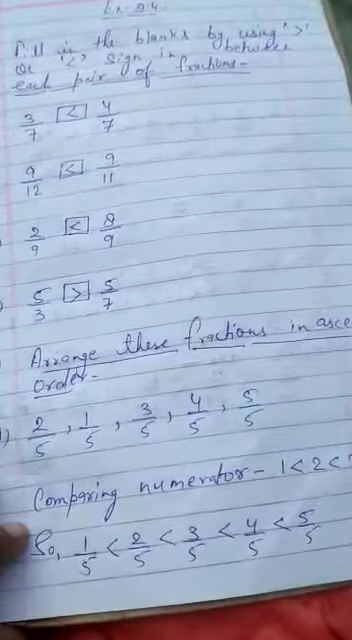 Ex- 9.4
Fill in the blanks by using '>'
or '<' sign in between
each pair of fractions-
3/7 < 4/7
9/12 < 9/11
2/9 < 8/9
5/3 > 5/7
Arrange these fractions in asce
Order-
2/5, 1/5, 3/5, 4/5, 5/5
Comparing numerator- 1<2<
So, 1/5 < 2/5 < 3/5 < 4/5 < 5/5